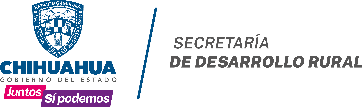 CHIHUAHUA
GOBIERNO DEL ESTADO
Juntos
Sí podemos
SECRETARÍA
DE DESARROLLO RURAL